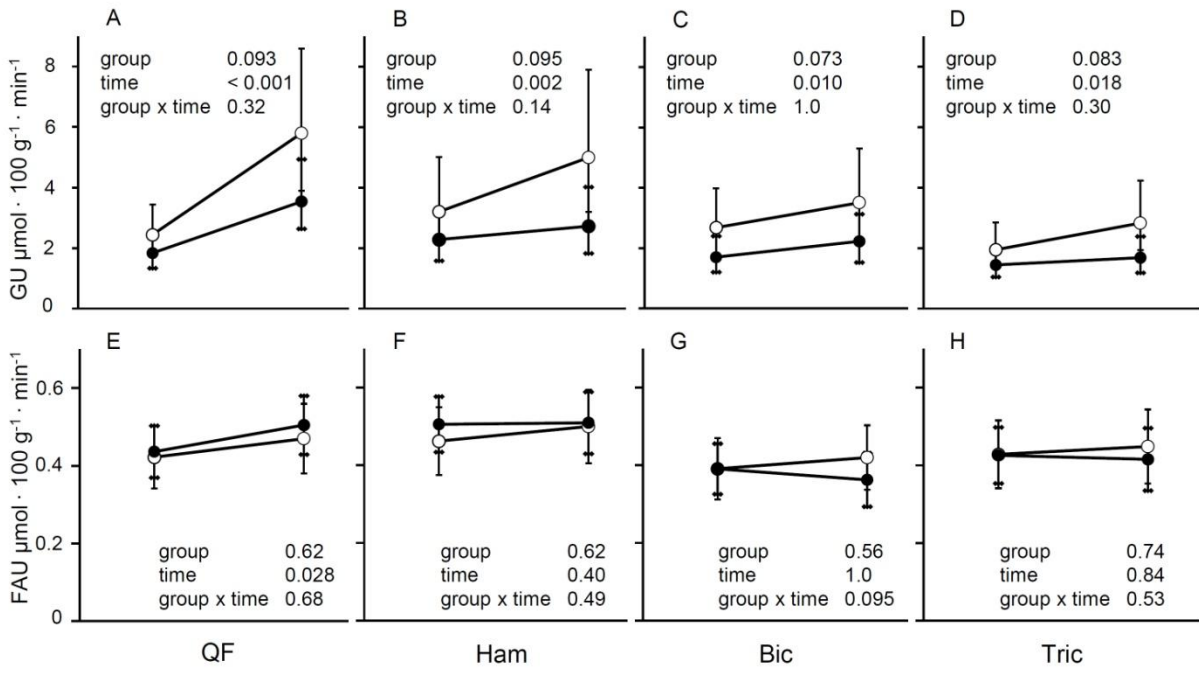 A
group 0.093
time < 0.001
group x time 0.32
B
group 0.095
time 0.002
group x time 0.14
C
group 0.073
time 0.010
group x time 1.0
D
group 0.083
time 0.018
group x time 0.30
GU µmol · 100 g⁻¹ · min⁻¹
8
6
4
2
0
E
group 0.62
time 0.028
group x time 0.68
F
group 0.62
time 0.40
group x time 0.49
G
group 0.56
time 1.0
group x time 0.095
H
group 0.74
time 0.84
group x time 0.53
FAU µmol · 100 g⁻¹ · min⁻¹
0.6
0.4
0.2
0
QF
Ham
Bic
Tric